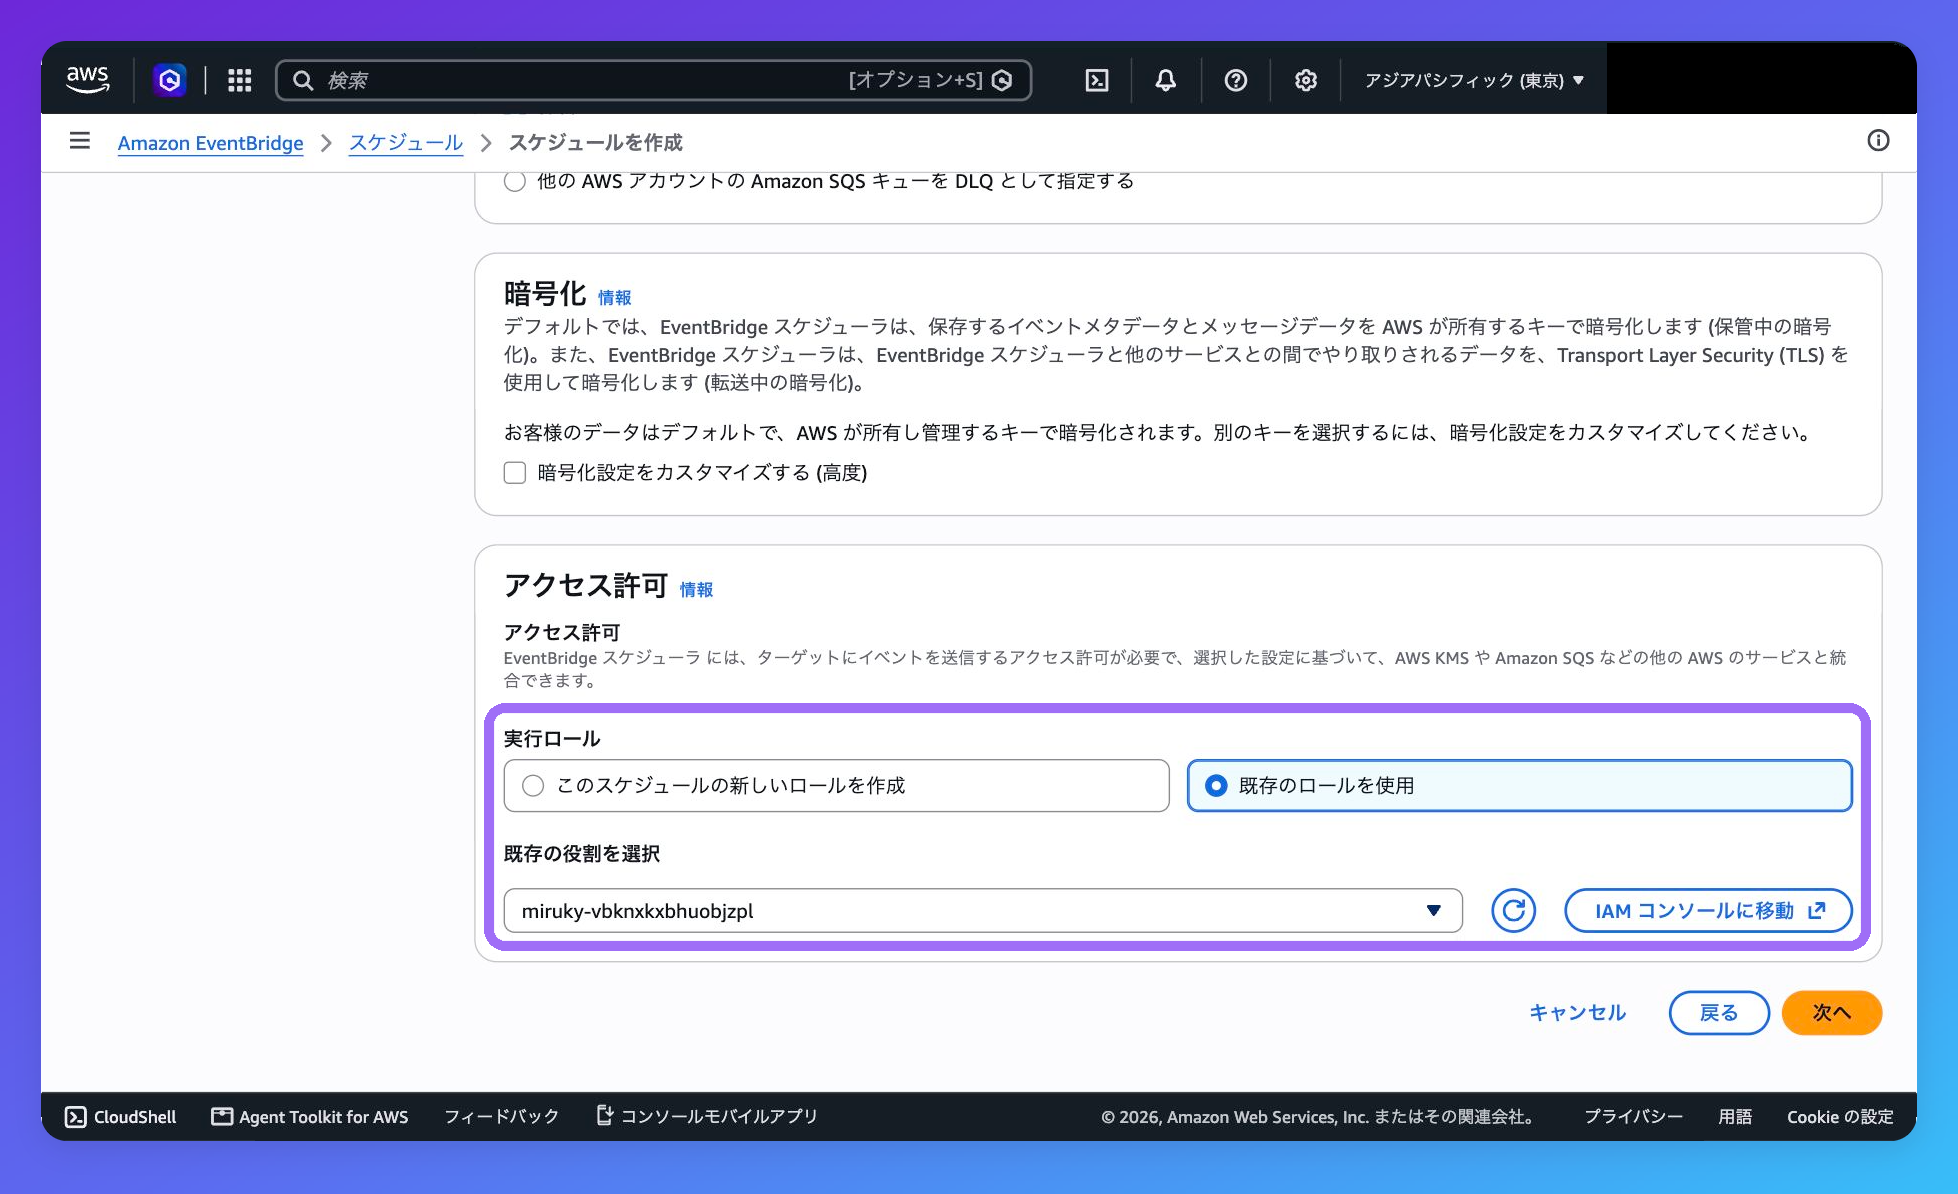 aws
検索
[オプション+S]
アジアパシフィック (東京)
Amazon EventBridge
スケジュール
スケジュールを作成
他の AWS アカウントの Amazon SQS キューを DLQ として指定する
暗号化 情報
デフォルトでは、EventBridge スケジューラは、保存するイベントメタデータとメッセージデータを AWS が所有するキーで暗号化します (保管中の暗号
化)。また、EventBridge スケジューラは、EventBridge スケジューラと他のサービスとの間でやり取りされるデータを、Transport Layer Security (TLS) を
使用して暗号化します (転送中の暗号化)。
お客様のデータはデフォルトで、AWS が所有し管理するキーで暗号化されます。別のキーを選択するには、暗号化設定をカスタマイズしてください。
暗号化設定をカスタマイズする (高度)
アクセス許可 情報
アクセス許可
EventBridge スケジューラ には、ターゲットにイベントを送信するアクセス許可が必要で、選択した設定に基づいて、AWS KMS や Amazon SQS などの他の AWS のサービスと統
合できます。
実行ロール
このスケジュールの新しいロールを作成
既存のロールを使用
既存の役割を選択
miruky-vbknxkxbhuobjzpl
IAM コンソールに移動
キャンセル
戻る
次へ
CloudShell
Agent Toolkit for AWS
フィードバック
コンソールモバイルアプリ
© 2026, Amazon Web Services, Inc. またはその関連会社。
プライバシー
用語
Cookie の設定